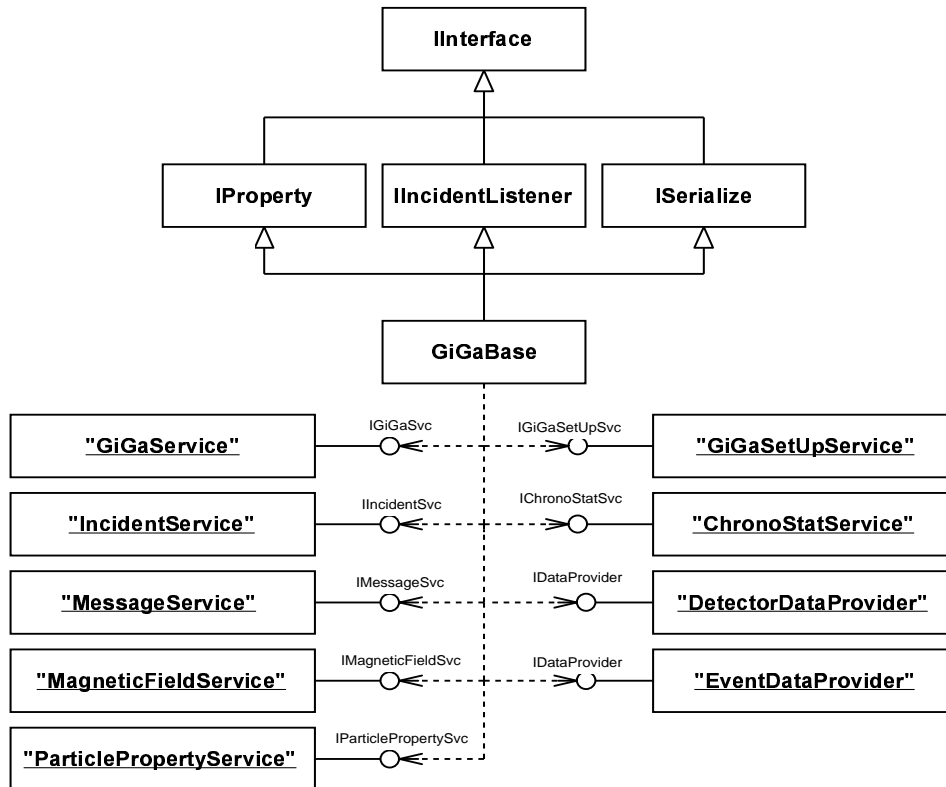 IInterface
IProperty
IIncidentListener
ISerialize
GiGaBase
IGiGaSvc
IGiGaSetUpSvc
"GiGaService"
"GiGaSetUpService"
IIncidentSvc
IChronoStatSvc
"IncidentService"
"ChronoStatService"
IMessageSvc
IDataProvider
"MessageService"
"DetectorDataProvider"
IMagneticFieldSvc
IDataProvider
"MagneticFieldService"
"EventDataProvider"
IParticlePropertySvc
"ParticlePropertyService"